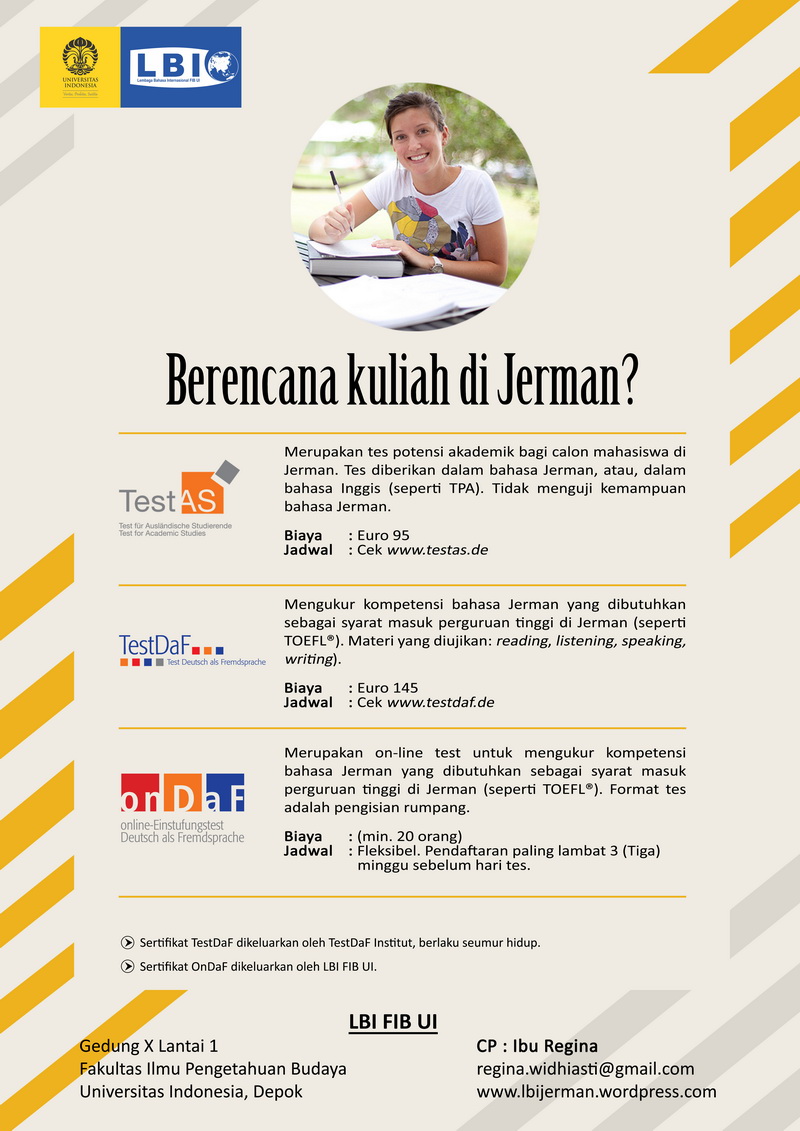 UNIVERSITAS
INDONESIA
LBI
Lembaga Bahasa Internasional FIB UI
Berencana kuliah di Jerman?
TestAS
Test für Ausländische Studierende
Test for Academic Studies
Merupakan tes potensi akademik bagi calon mahasiswa di
Jerman. Tes diberikan dalam bahasa Jerman, atau, dalam
bahasa Inggis (seperti TPA). Tidak menguji kemampuan
bahasa Jerman.
Biaya : Euro 95
Jadwal : Cek www.testas.de
TestDaF
Test Deutsch als Fremdsprache
Mengukur kompetensi bahasa Jerman yang dibutuhkan
sebagai syarat masuk perguruan tinggi di Jerman (seperti
TOEFL®). Materi yang diujikan: reading, listening, speaking,
writing).
Biaya : Euro 145
Jadwal : Cek www.testdaf.de
onDaF
online-Einstufungstest
Deutsch als Fremdsprache
Merupakan on-line test untuk mengukur kompetensi
bahasa Jerman yang dibutuhkan sebagai syarat masuk
perguruan tinggi di Jerman (seperti TOEFL®). Format tes
adalah pengisian rumpang.
Biaya : (min. 20 orang)
Jadwal : Fleksibel. Pendaftaran paling lambat 3 (Tiga)
minggu sebelum hari tes.
Sertifikat TestDaF dikeluarkan oleh TestDaF Institut, berlaku seumur hidup.
Sertifikat OnDaF dikeluarkan oleh LBI FIB UI.
LBI FIB UI
Gedung X Lantai 1
Fakultas Ilmu Pengetahuan Budaya
Universitas Indonesia, Depok
CP : Ibu Regina
regina.widhiasti@gmail.com
www.lbijerman.wordpress.com